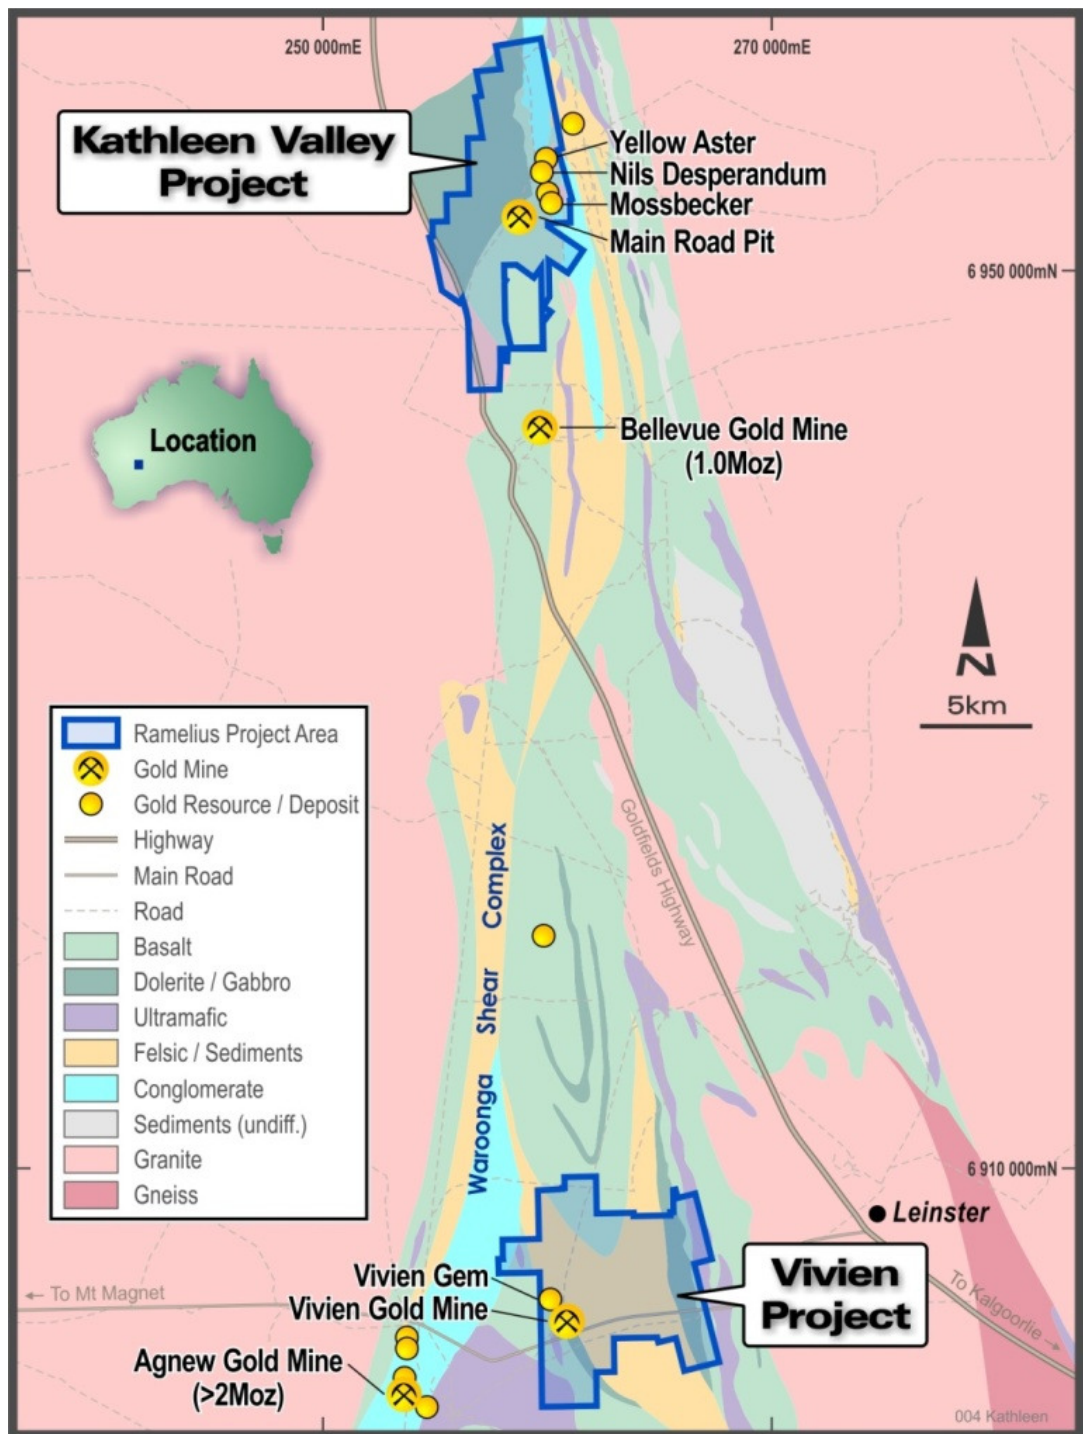 250 000mE
270 000mE
Kathleen Valley
Project
Yellow Aster
Nils Desperandum
Mossbecker
Main Road Pit
6 950 000mN
Location
Bellevue Gold Mine
(1.0Moz)
N
5km
Ramelius Project Area
Gold Mine
Gold Resource / Deposit
Highway
Main Road
Road
Basalt
Dolerite / Gabbro
Ultramafic
Felsic / Sediments
Conglomerate
Sediments (undiff.)
Granite
Gneiss
Goldfields Highway
Waroonga Shear Complex
6 910 000mN
Leinster
Vivien
Project
To Kalgoorlie
To Mt Magnet
Vivien Gem
Vivien Gold Mine
Agnew Gold Mine
(>2Moz)
004 Kathleen